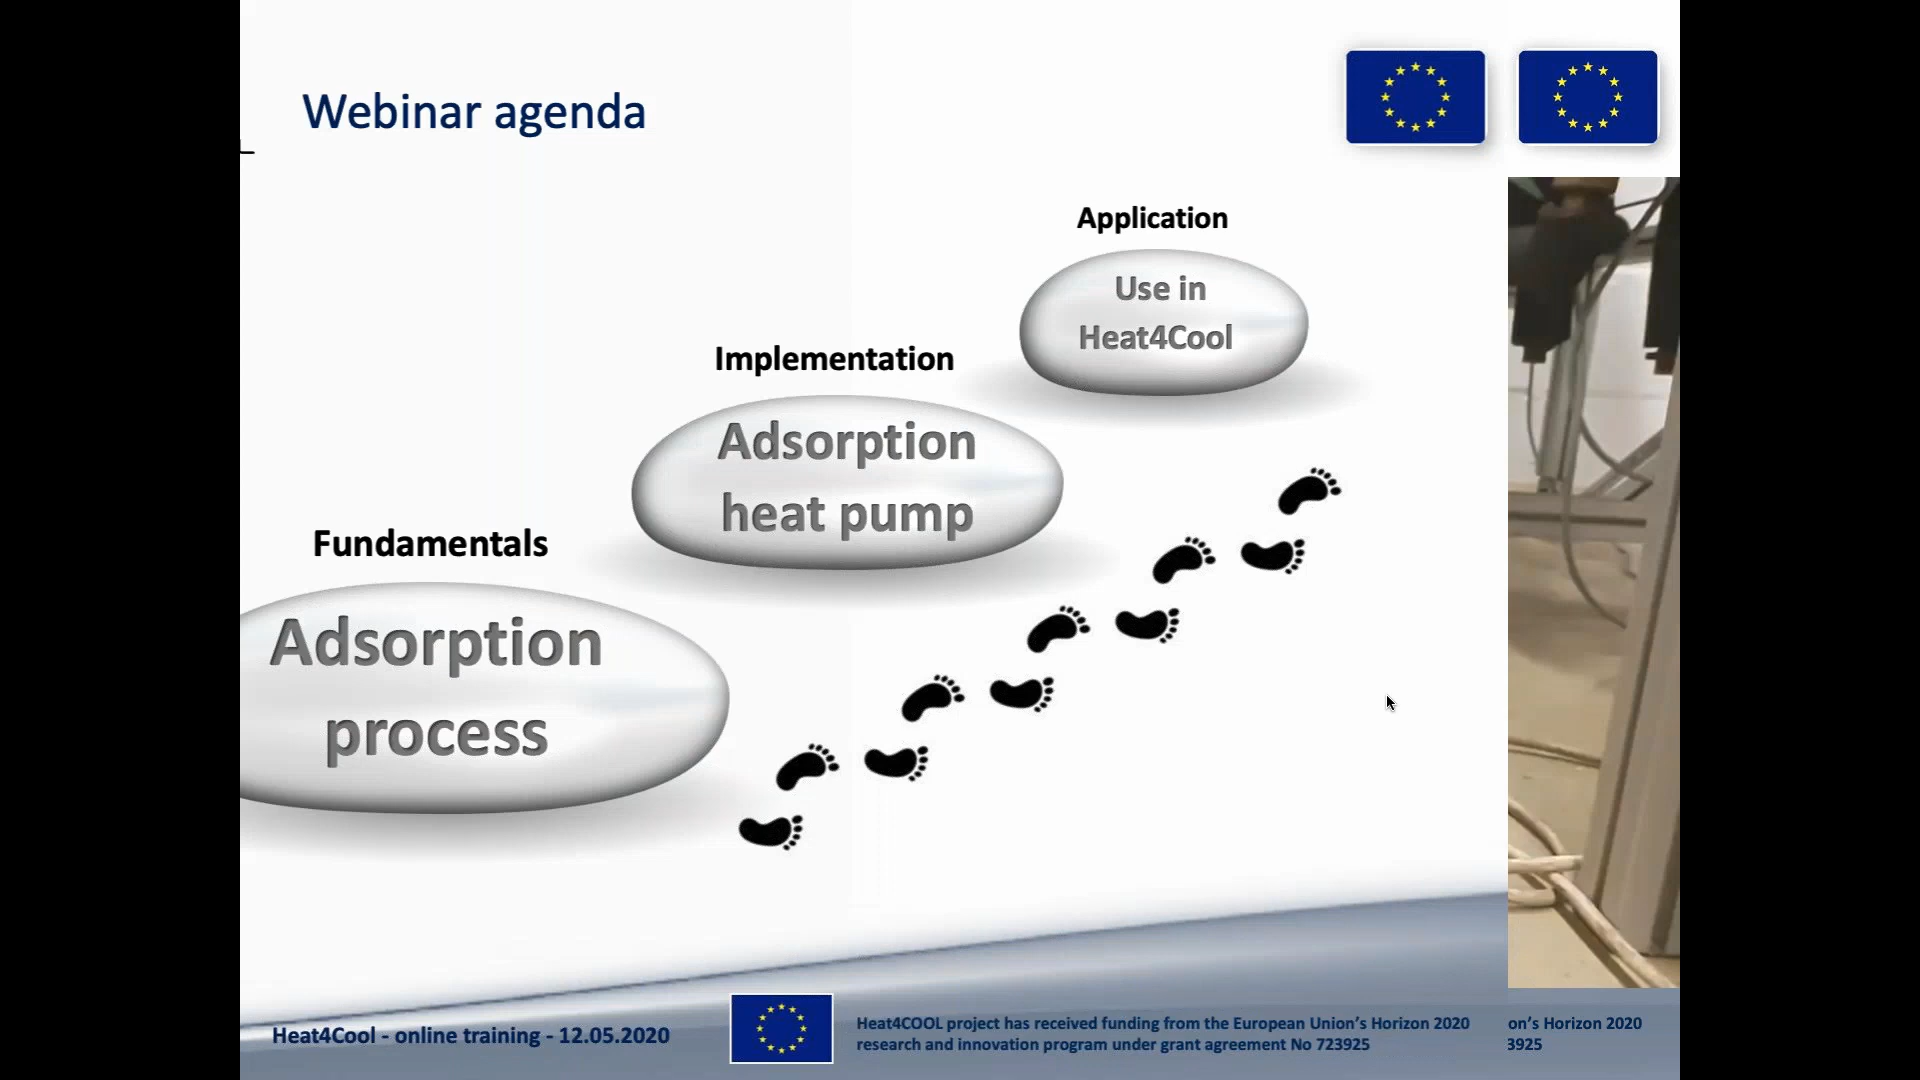 Webinar agenda
Application
Use in
Heat4Cool
Implementation
Adsorption
heat pump
Fundamentals
Adsorption
process
Heat4Cool - online training - 12.05.2020
Heat4COOL project has received funding from the European Union’s Horizon 2020
research and innovation program under grant agreement No 723925
on’s Horizon 2020
3925